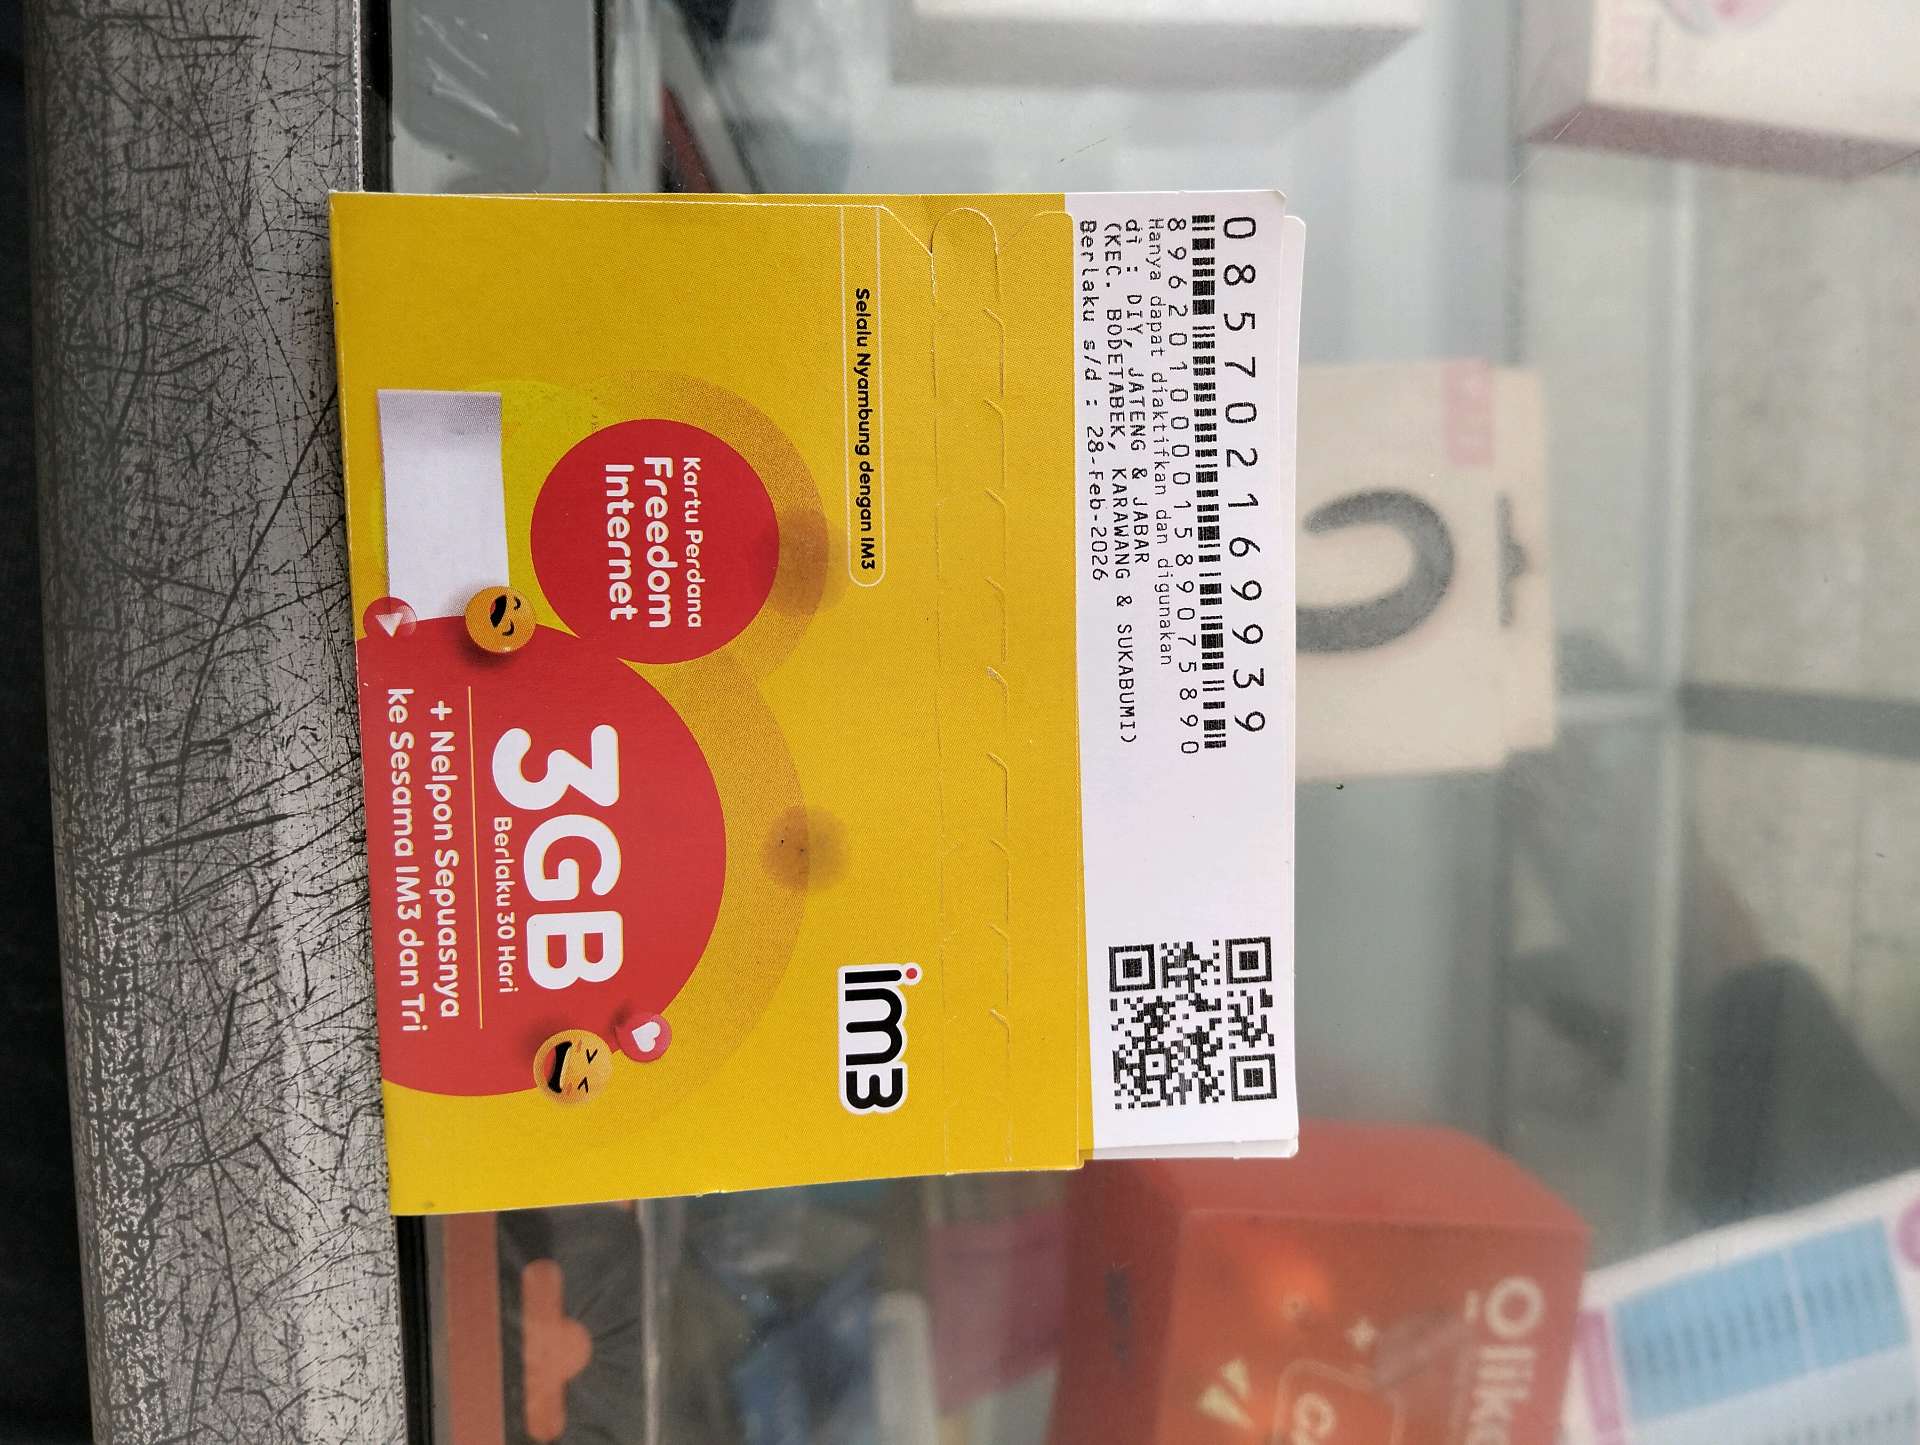 085702169939
89620100001589075890
Hanya dapat diaktifkan dan digunakan
di : DIY, JATENG & JABAR
(KEC. BODETABEK, KARAWANG & SUKABUMI)
Berlaku s/d : 28-Feb-2026
Selalu Nyambung dengan IM3
im3
Kartu Perdana
Freedom
Internet
3GB
Berlaku 30 Hari
+ Nelpon Sepuasnya
ke Sesama IM3 dan Tri